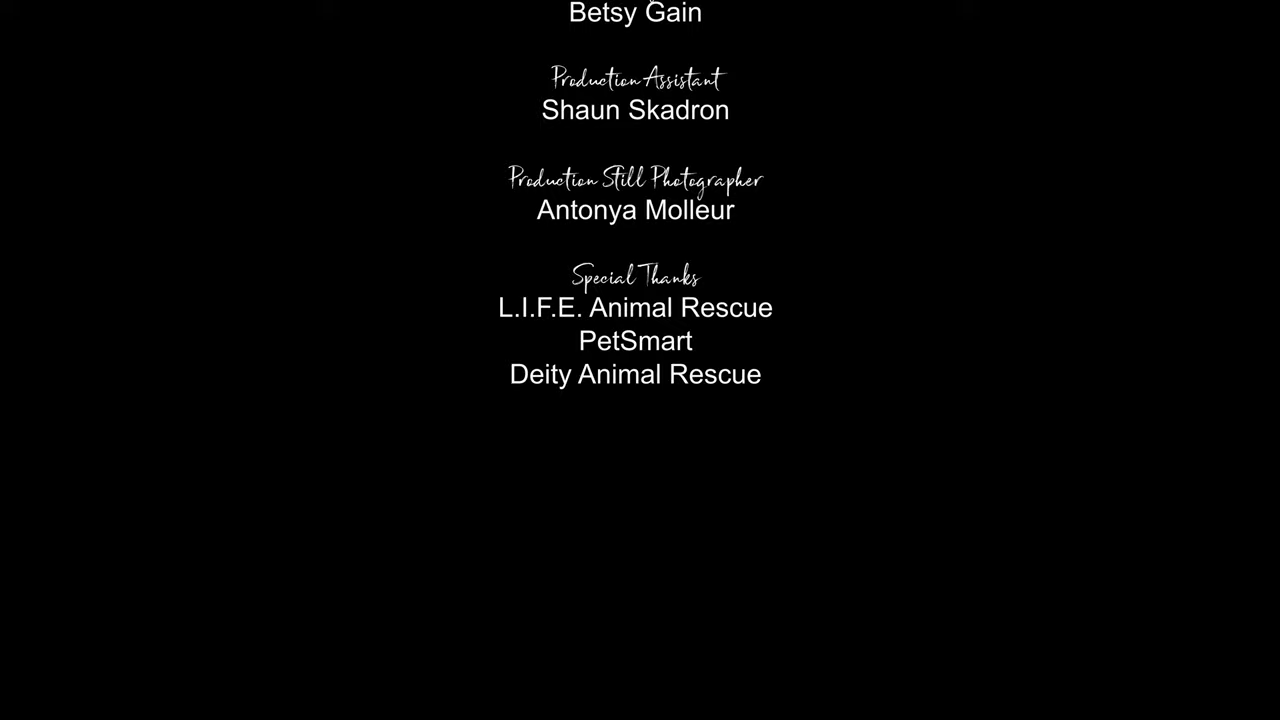 Betsy Gain
Production Assistant
Shaun Skadron
Production Still Photographer
Antonya Molleur
Special Thanks
L.I.F.E. Animal Rescue
PetSmart
Deity Animal Rescue